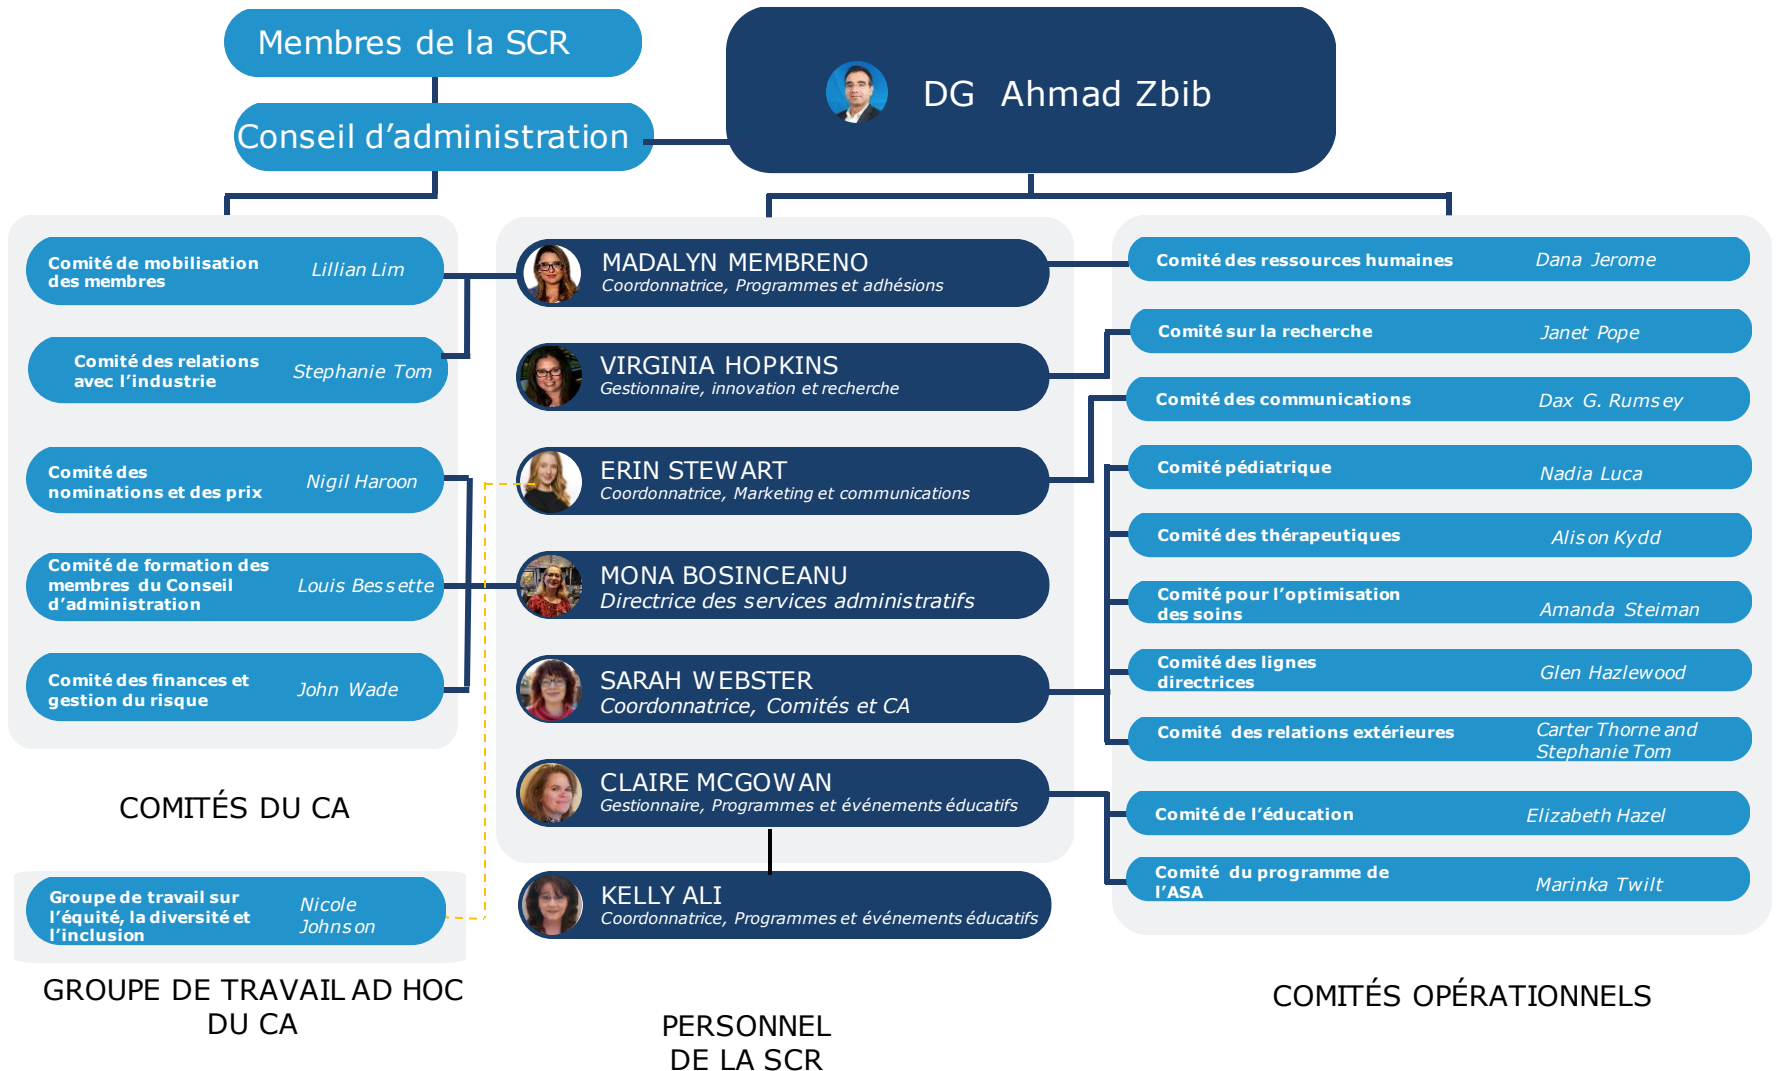 Membres de la SCR
Conseil d’administration
DG Ahmad Zbib
Comité de mobilisation
des membres
Lillian Lim
Comité des relations
avec l’industrie
Stephanie Tom
Comité des
nominations et des prix
Nigil Haroon
Comité de formation des
membres du Conseil
d’administration
Louis Bessette
Comité des finances et
gestion du risque
John Wade
COMITÉS DU CA
Groupe de travail sur
l’équité, la diversité et
l’inclusion
Nicole
Johnson
GROUPE DE TRAVAIL AD HOC
DU CA
MADALYN MEMBRENO
Coordonnatrice, Programmes et adhésions
VIRGINIA HOPKINS
Gestionnaire, innovation et recherche
ERIN STEWART
Coordonnatrice, Marketing et communications
MONA BOSINCEANU
Directrice des services administratifs
SARAH WEBSTER
Coordonnatrice, Comités et CA
CLAIRE MCGOWAN
Gestionnaire, Programmes et événements éducatifs
KELLY ALI
Coordonnatrice, Programmes et événements éducatifs
PERSONNEL
DE LA SCR
Comité des ressources humaines
Dana Jerome
Comité sur la recherche
Janet Pope
Comité des communications
Dax G. Rumsey
Comité pédiatrique
Nadia Luca
Comité des thérapeutiques
Alison Kydd
Comité pour l’optimisation
des soins
Amanda Steiman
Comité des lignes
directrices
Glen Hazlewood
Comité des relations extérieures
Carter Thorne and
Stephanie Tom
Comité de l’éducation
Elizabeth Hazel
Comité du programme de
l’ASA
Marinka Twilt
COMITÉS OPÉRATIONNELS